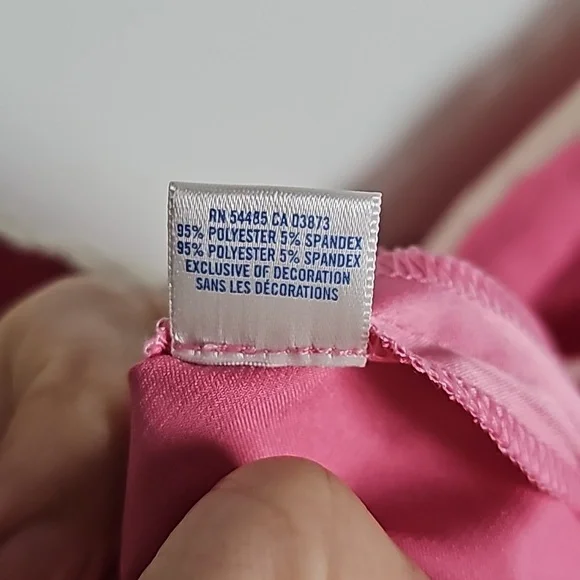 RN 54485 CA 03873
95% POLYESTER 5% SPANDEX
95% POLYESTER 5% SPANDEX
EXCLUSIVE OF DECORATION
SANS LES DÉCORATIONS